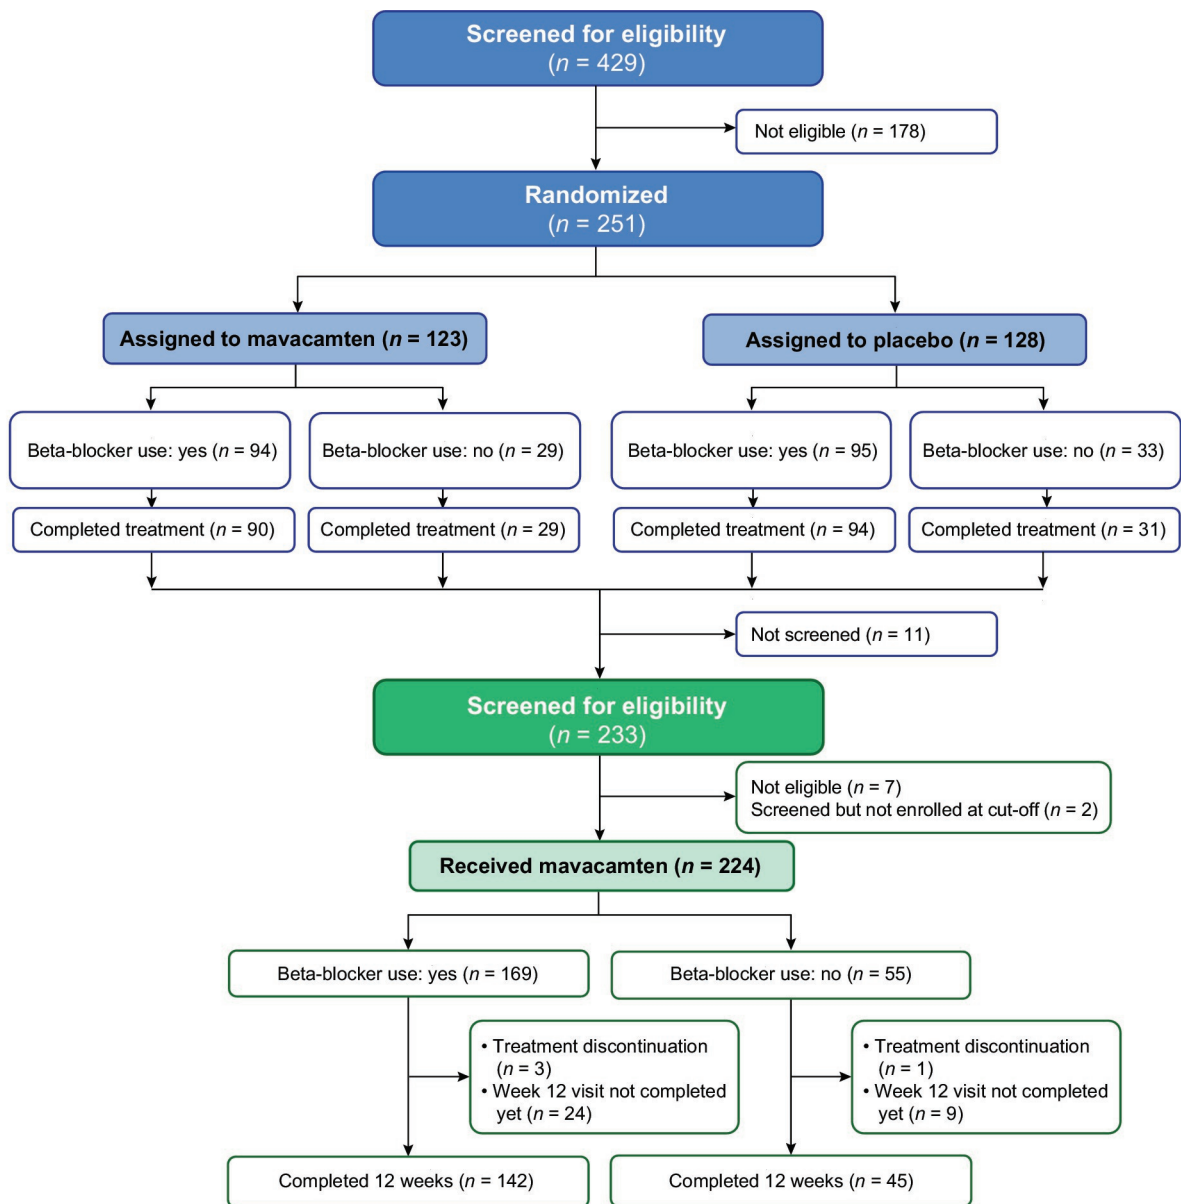 Screened for eligibility
(n = 429)
Not eligible (n = 178)
Randomized
(n = 251)
Assigned to mavacamten (n = 123)
Assigned to placebo (n = 128)
Beta-blocker use: yes (n = 94)
Beta-blocker use: no (n = 29)
Beta-blocker use: yes (n = 95)
Beta-blocker use: no (n = 33)
Completed treatment (n = 90)
Completed treatment (n = 29)
Completed treatment (n = 94)
Completed treatment (n = 31)
Not screened (n = 11)
Screened for eligibility
(n = 233)
Not eligible (n = 7)
Screened but not enrolled at cut-off (n = 2)
Received mavacamten (n = 224)
Beta-blocker use: yes (n = 169)
Beta-blocker use: no (n = 55)
• Treatment discontinuation
(n = 3)
• Week 12 visit not completed
yet (n = 24)
• Treatment discontinuation
(n = 1)
• Week 12 visit not completed
yet (n = 9)
Completed 12 weeks (n = 142)
Completed 12 weeks (n = 45)